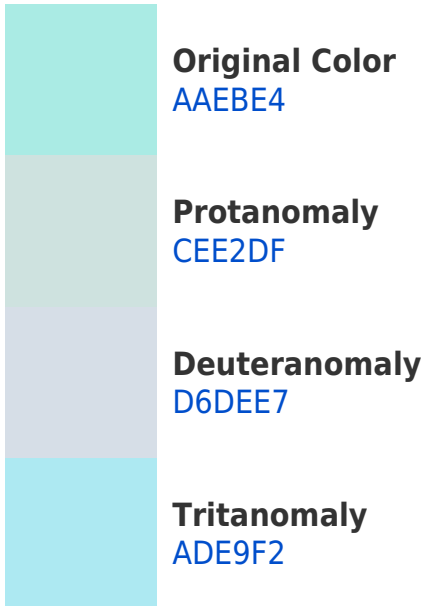 Original Color
AAEBE4
Protanomaly
CEE2DF
Deuteranomaly
D6DEE7
Tritanomaly
ADE9F2